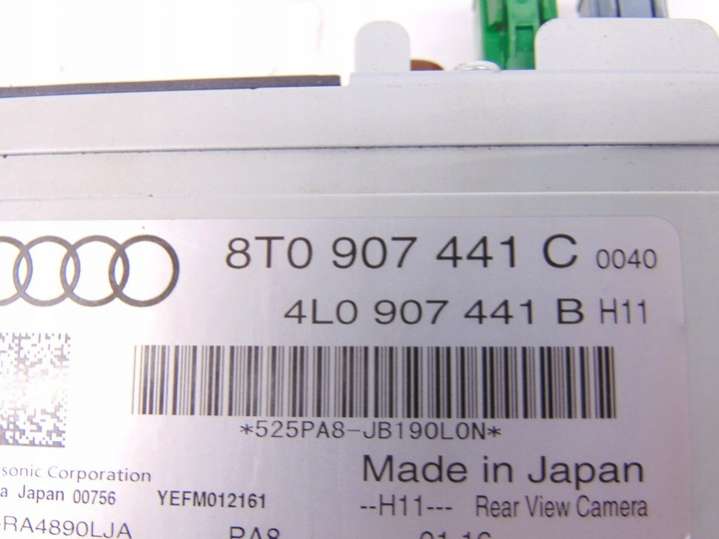 8T0 907 441 C 0040
4L0 907 441 B H11
*525PA8-JB190L0N*
Made in Japan
Corporation
Japan 00756 YEFM012161
--H11--- Rear View Camera
RA4890LJA PA8